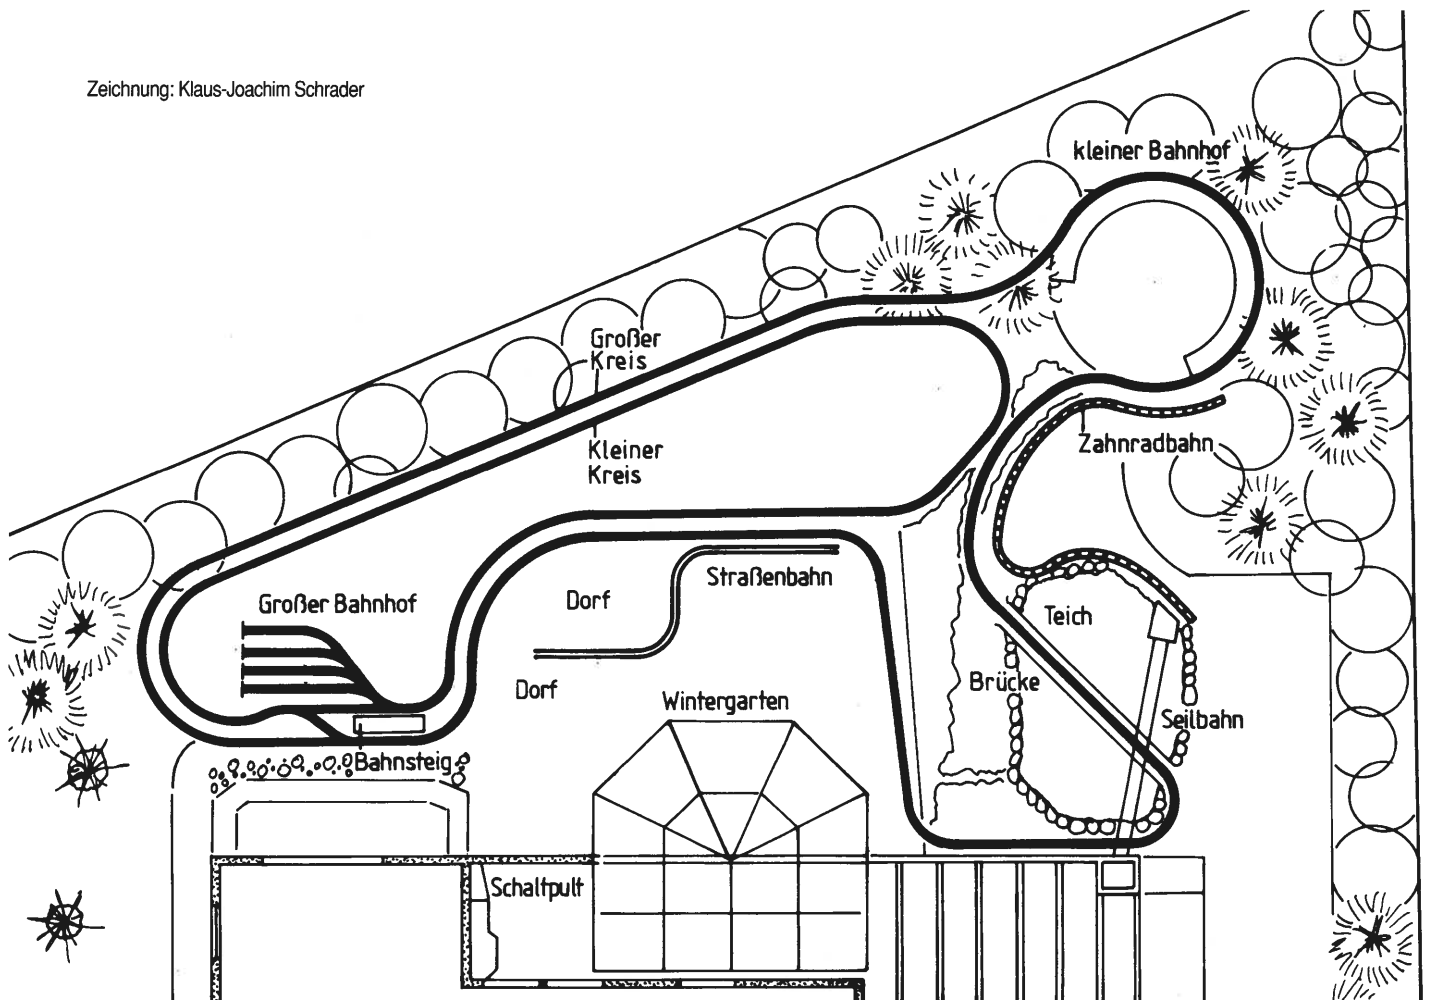 Zeichnung: Klaus-Joachim Schrader
kleiner Bahnhof
Großer
Kreis
Kleiner
Kreis
Zahnradbahn
Straßenbahn
Großer Bahnhof
Dorf
Teich
Dorf
Brücke
Wintergarten
Seilbahn
Bahnsteig
Schaltpult